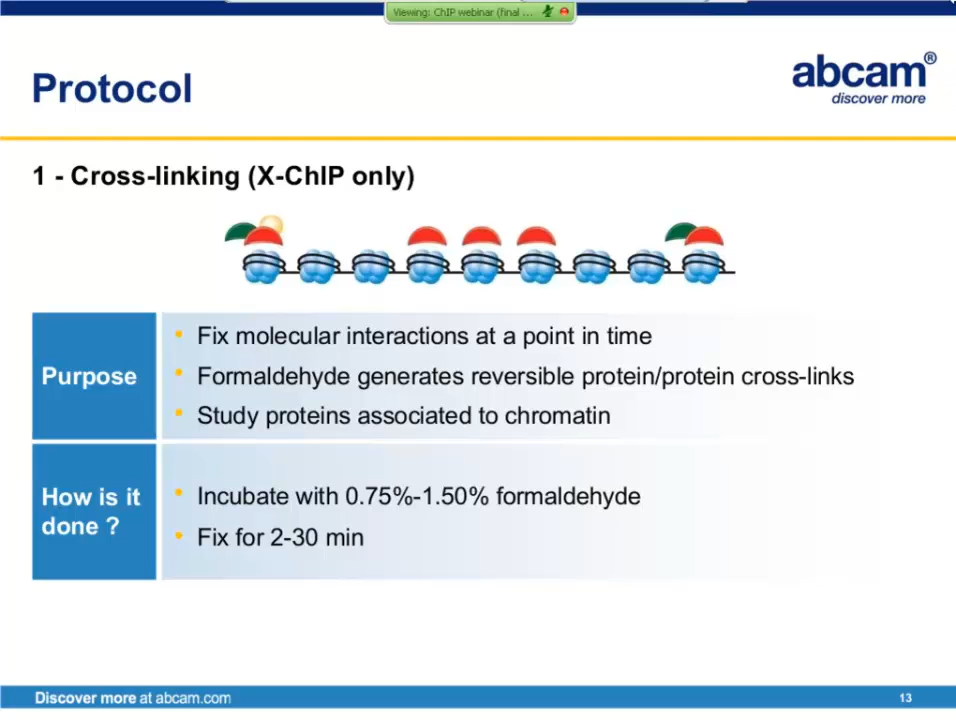 Viewing: ChIP webinar (final ...
Protocol
abcam®
discover more
1 - Cross-linking (X-ChIP only)
Purpose
• Fix molecular interactions at a point in time
• Formaldehyde generates reversible protein/protein cross-links
• Study proteins associated to chromatin
How is it
done ?
• Incubate with 0.75%-1.50% formaldehyde
• Fix for 2-30 min
Discover more at abcam.com
13